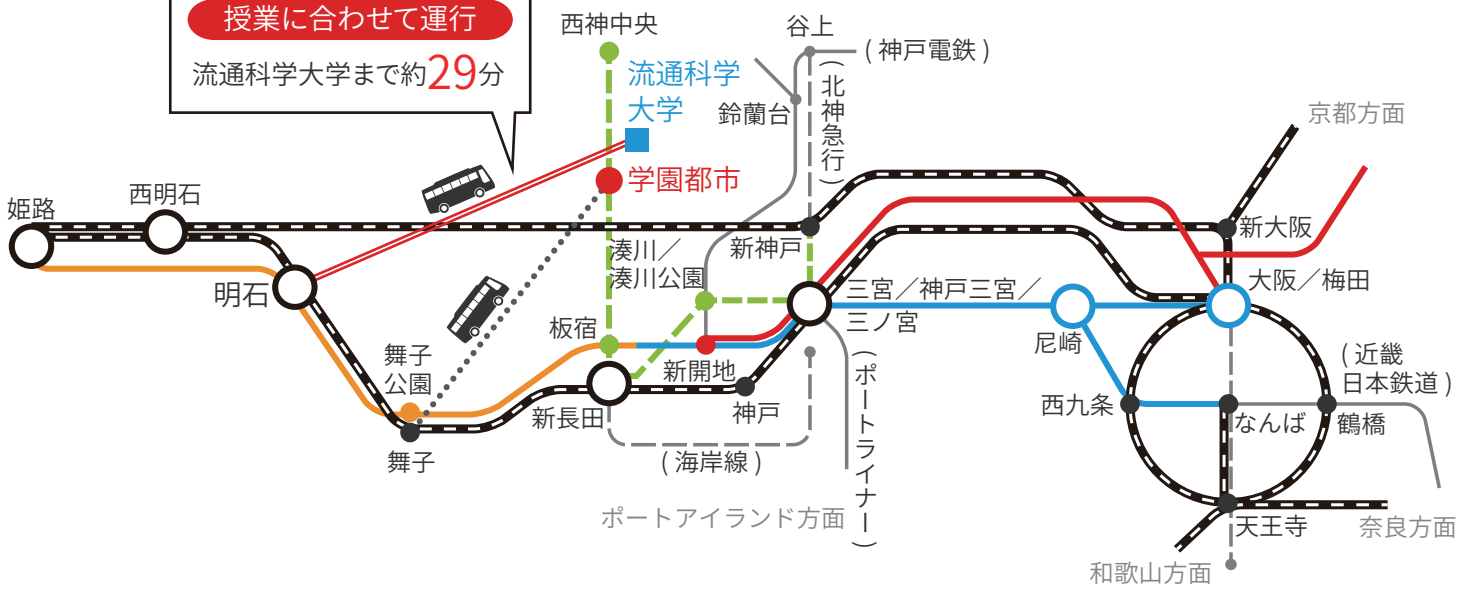 授業に合わせて運行
流通科学大学まで約29分
西神中央
谷上
( 神戸電鉄 )
流通科学
大学
(北神急行)
鈴蘭台
京都方面
学園都市
西明石
姫路
新大阪
湊川／
湊川公園
新神戸
大阪／梅田
明石
三宮／神戸三宮／
三ノ宮
板宿
尼崎
舞子
公園
新開地
( 近畿
日本鉄道 )
(ポートライナー)
西九条
新長田
神戸
なんば
鶴橋
舞子
( 海岸線 )
ポートアイランド方面
天王寺
奈良方面
和歌山方面